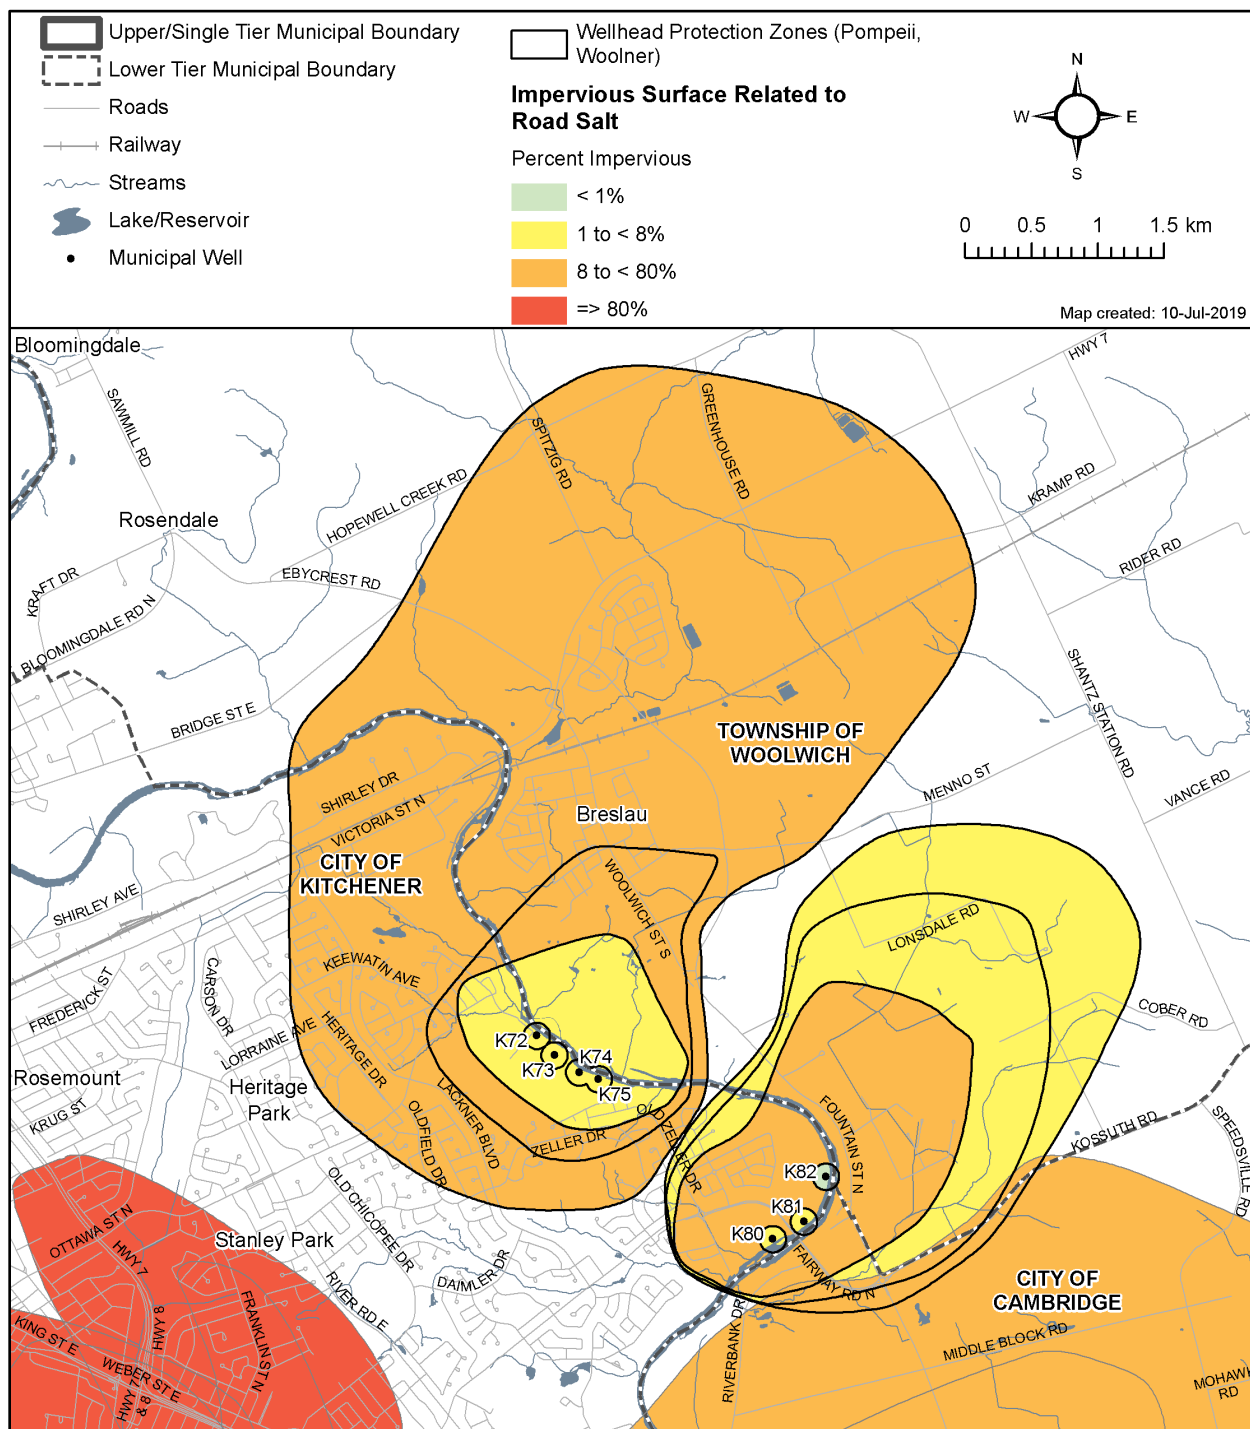 Upper/Single Tier Municipal Boundary
Lower Tier Municipal Boundary
Roads
Railway
Streams
Lake/Reservoir
Municipal Well
Wellhead Protection Zones (Pompeii,
Woolner)
Impervious Surface Related to
Road Salt
Percent Impervious
< 1%
1 to < 8%
8 to < 80%
=> 80%
N
W
E
S
0 0.5 1 1.5 km
Map created: 10-Jul-2019
Bloomingdale
HWY 7
SAWMILL RD
SPITZIG RD
GREENHOUSE RD
HOPEWELL CREEK RD
KRAMP RD
Rosendale
RIDER RD
EBYCREST RD
KRAFT DR
BLOOMINGDALE RD N
SHANTZ STATION RD
BRIDGE ST E
TOWNSHIP OF
WOOLWICH
MENNO ST
VANCE RD
SHIRLEY DR
VICTORIA ST N
Breslau
CITY OF
KITCHENER
SHIRLEY AVE
WOOLWICH ST S
LONSDALE RD
KEEWATIN AVE
FREDERICK ST
CARSON DR
COBER RD
LORRAINE AVE
HERITAGE DR
K72
K73
K74
K75
Rosemount
Heritage
Park
KRUG ST
LACKNER BLVD
OLDFIELD DR
ZELLER DR
OLD ZELLER DR
FOUNTAIN ST N
KOSSUTH RD
SPEEDSVILLE RD
K82
K81
K80
OLD CHICOPEE DR
OTTAWA ST N
Stanley Park
HWY 7
DAIMLER DR
RIVER RD E
FAIRWAY RD N
CITY OF
CAMBRIDGE
HWY 8
FRANKLIN ST N
KING ST E
WEBER ST E
HWY 7
& 8
RIVERBANK DR
MIDDLE BLOCK RD
MOHAWK
RD